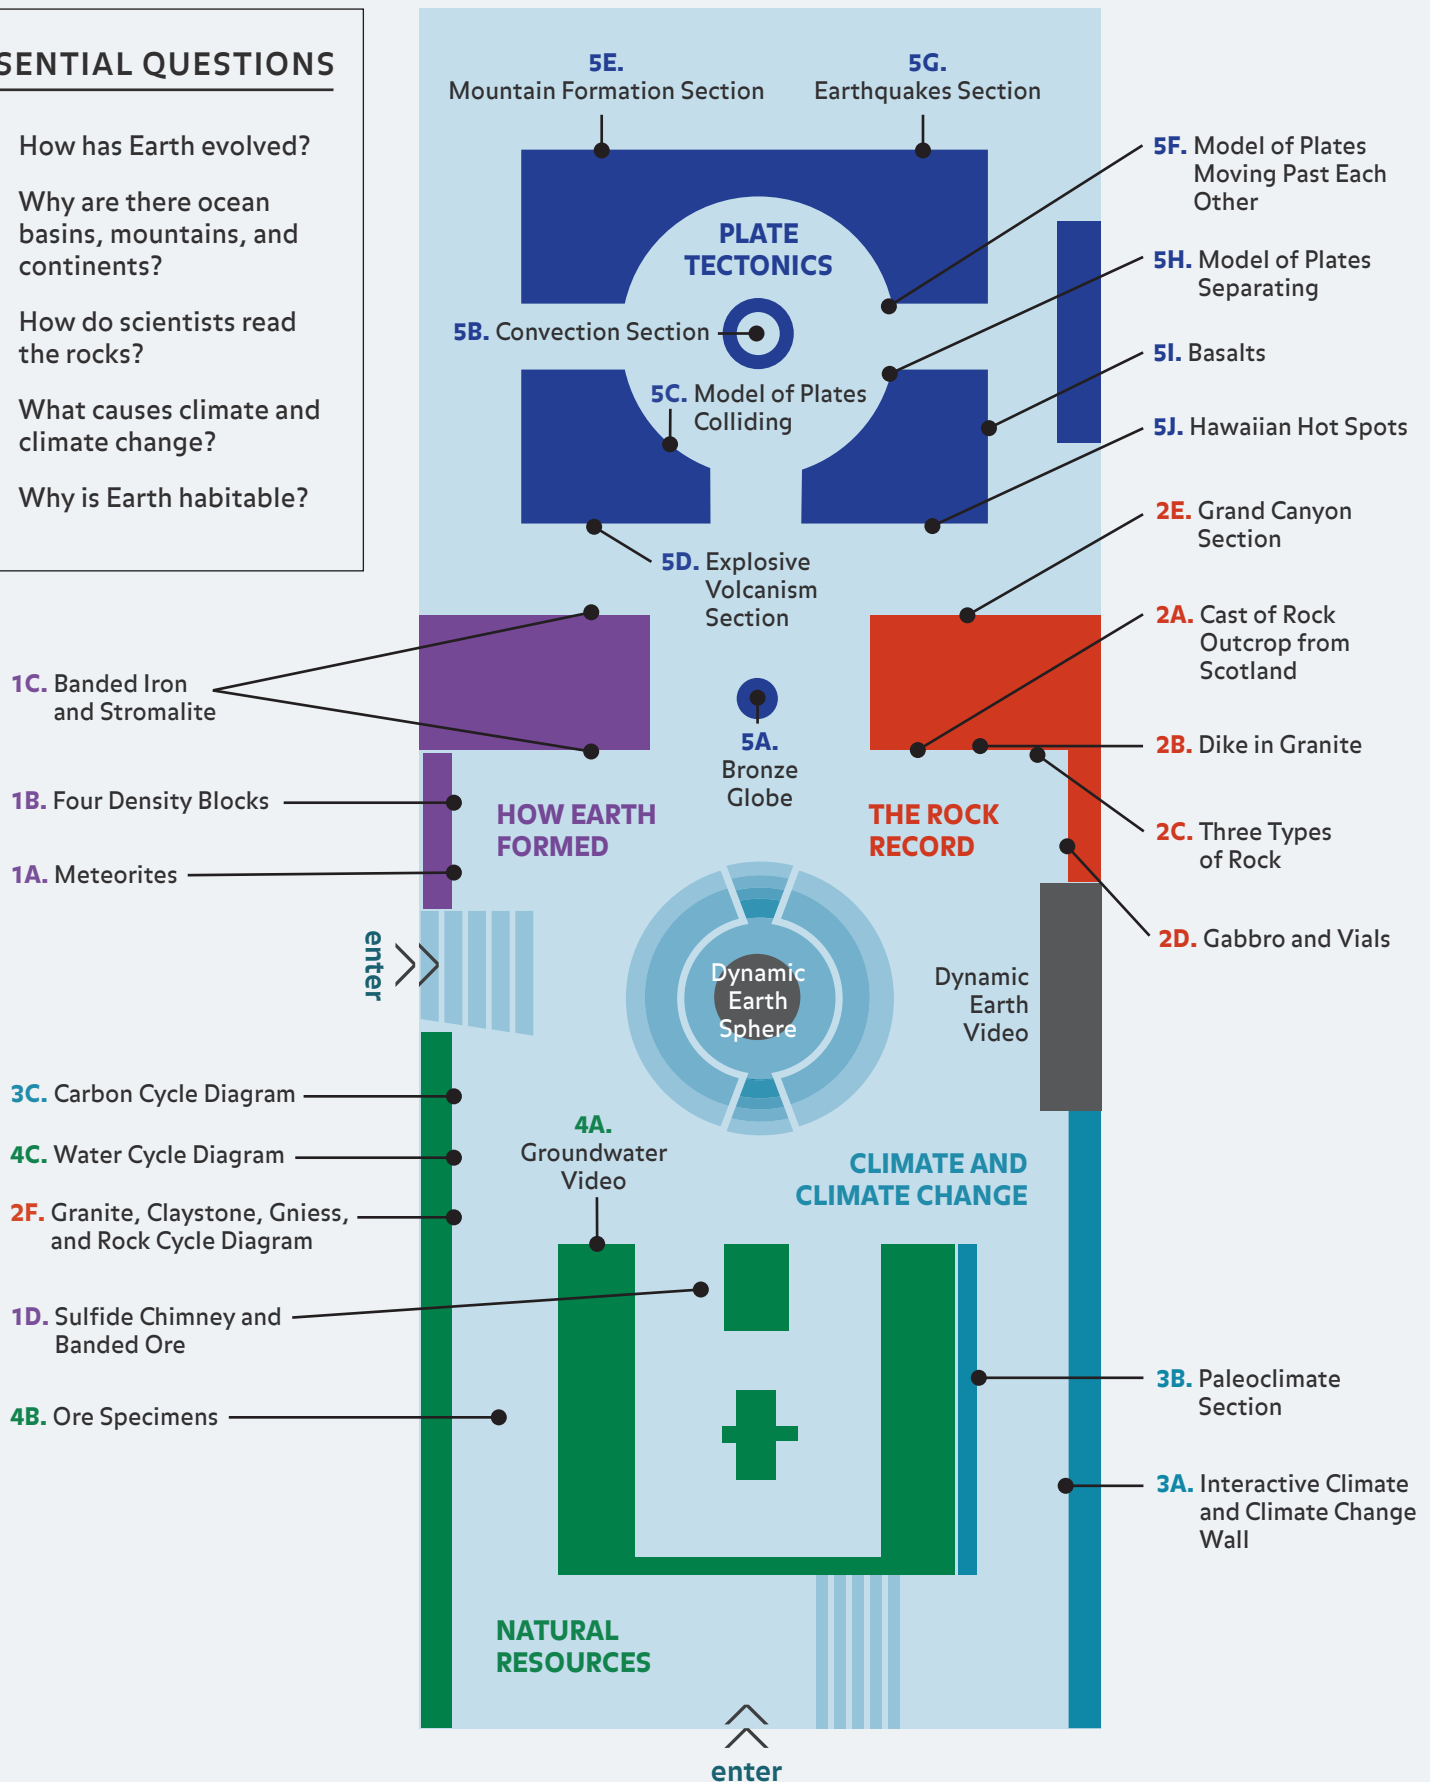 SENTIAL QUESTIONS
How has Earth evolved?
Why are there ocean
basins, mountains, and
continents?
How do scientists read
the rocks?
What causes climate and
climate change?
Why is Earth habitable?
5E.
Mountain Formation Section
5G.
Earthquakes Section
5F. Model of Plates
Moving Past Each
Other
PLATE
TECTONICS
5H. Model of Plates
Separating
5B. Convection Section
5I. Basalts
5C. Model of Plates
Colliding
5J. Hawaiian Hot Spots
2E. Grand Canyon
Section
5D. Explosive
Volcanism
Section
2A. Cast of Rock
Outcrop from
Scotland
1C. Banded Iron
and Stromalite
5A.
Bronze
Globe
2B. Dike in Granite
1B. Four Density Blocks
HOW EARTH
FORMED
THE ROCK
RECORD
2C. Three Types
of Rock
1A. Meteorites
2D. Gabbro and Vials
enter
Dynamic
Earth
Sphere
Dynamic
Earth
Video
3C. Carbon Cycle Diagram
4C. Water Cycle Diagram
4A.
Groundwater
Video
CLIMATE AND
CLIMATE CHANGE
2F. Granite, Claystone, Gniess,
and Rock Cycle Diagram
1D. Sulfide Chimney and
Banded Ore
3B. Paleoclimate
Section
4B. Ore Specimens
3A. Interactive Climate
and Climate Change
Wall
NATURAL
RESOURCES
enter